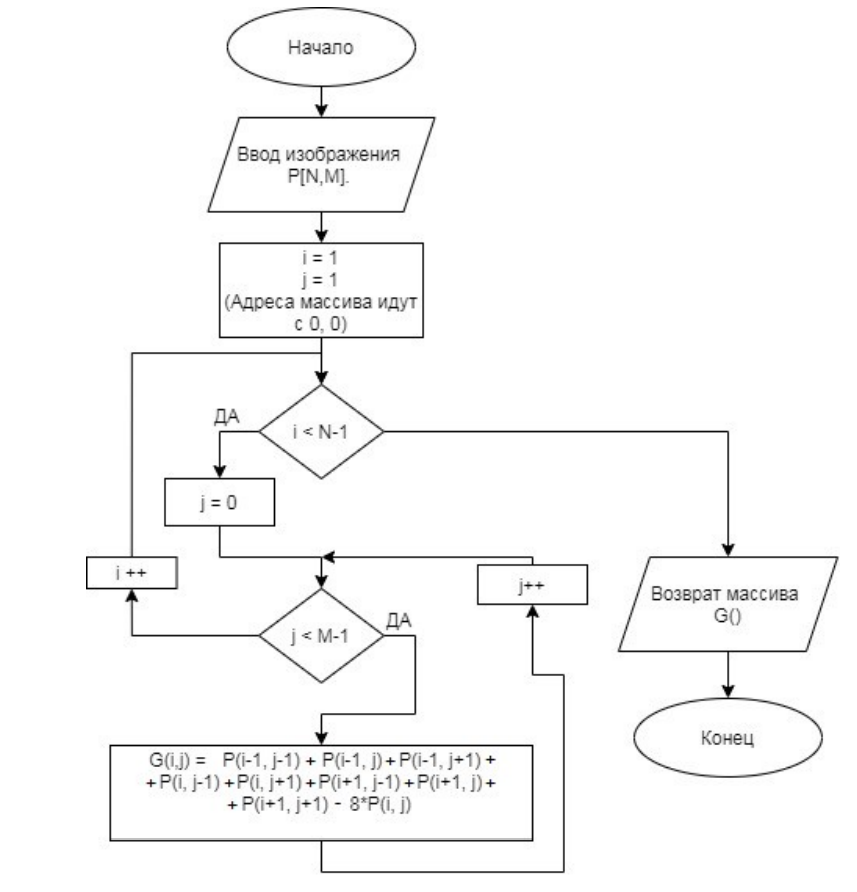 Начало
Ввод изображения
P[N,M].
i = 1
j = 1
(Адреса массива идут
с 0, 0)
ДА
i < N-1
j = 0
i ++
j++
Возврат массива
G()
ДА
j < M-1
Конец
G(i,j) = P(i-1, j-1) + P(i-1, j) + P(i-1, j+1) +
+ P(i, j-1) + P(i, j+1) + P(i+1, j-1) + P(i+1, j) +
+ P(i+1, j+1) - 8*P(i, j)